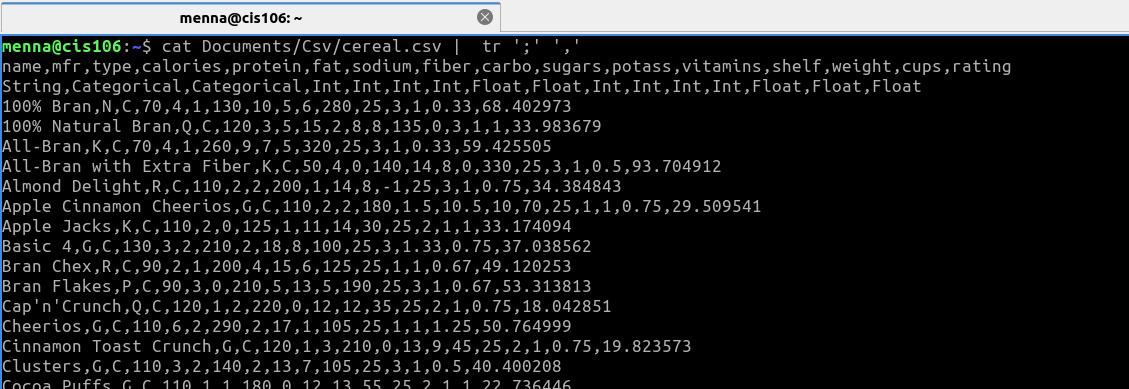 menna@cis106: ~
menna@cis106:~$ cat Documents/Csv/cereal.csv |  tr ';' ','
name,mfr,type,calories,protein,fat,sodium,fiber,carbo,sugars,potass,vitamins,shelf,weight,cups,rating
String,Categorical,Categorical,Int,Int,Int,Int,Float,Float,Int,Int,Int,Int,Float,Float,Float
100% Bran,N,C,70,4,1,130,10,5,6,280,25,3,1,0.33,68.402973
100% Natural Bran,Q,C,120,3,5,15,2,8,8,135,0,3,1,1,33.983679
All-Bran,K,C,70,4,1,260,9,7,5,320,25,3,1,0.33,59.425505
All-Bran with Extra Fiber,K,C,50,4,0,140,14,8,0,330,25,3,1,0.5,93.704912
Almond Delight,R,C,110,2,2,200,1,14,8,-1,25,3,1,0.75,34.384843
Apple Cinnamon Cheerios,G,C,110,2,2,180,1.5,10.5,10,70,25,1,1,0.75,29.509541
Apple Jacks,K,C,110,2,0,125,1,11,14,30,25,2,1,1,33.174094
Basic 4,G,C,130,3,2,210,2,18,8,100,25,3,1.33,0.75,37.038562
Bran Chex,R,C,90,2,1,200,4,15,6,125,25,1,1,0.67,49.120253
Bran Flakes,P,C,90,3,0,210,5,13,5,190,25,3,1,0.67,53.313813
Cap'n'Crunch,Q,C,120,1,2,220,0,12,12,35,25,2,1,0.75,18.042851
Cheerios,G,C,110,6,2,290,2,17,1,105,25,1,1,1.25,50.764999
Cinnamon Toast Crunch,G,C,120,1,3,210,0,13,9,45,25,2,1,0.75,19.823573
Clusters,G,C,110,3,2,140,2,13,7,105,25,3,1,0.5,40.400208
Cocoa Puffs,G,C,110,1,1,180,0,12,13,55,25,2,1,1,22.736446